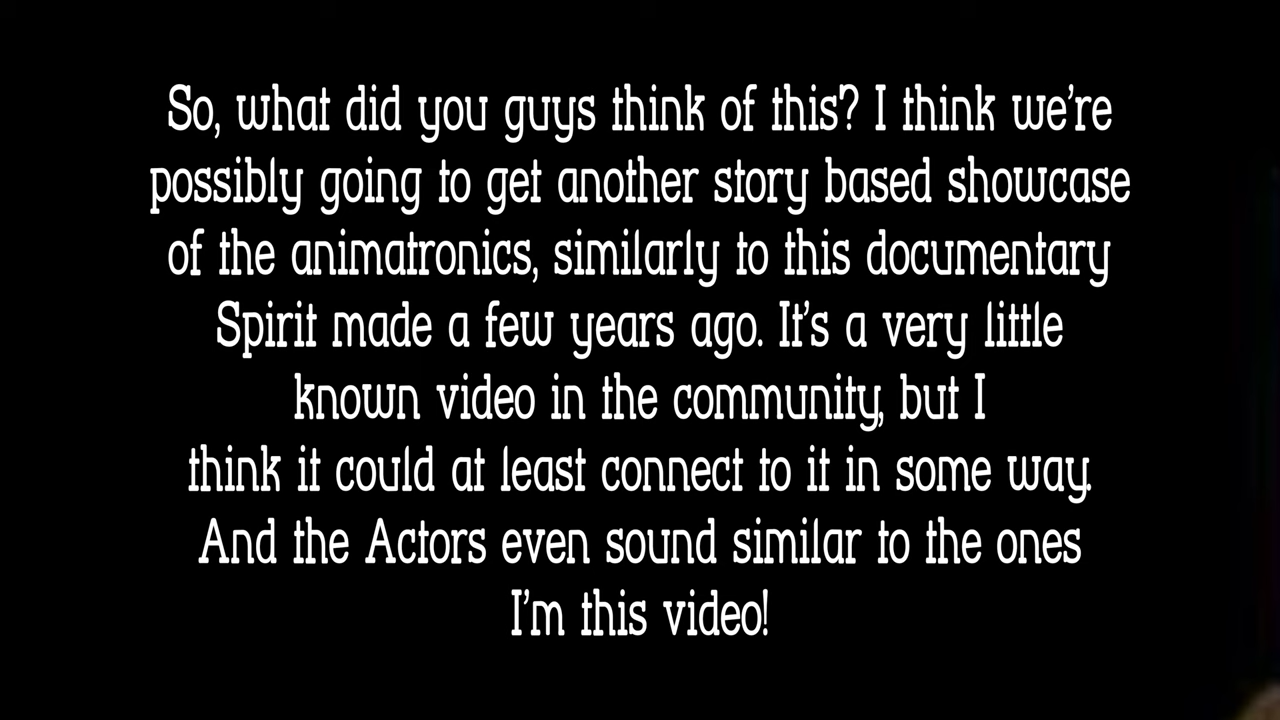 So, what did you guys think of this? I think we're
possibly going to get another story based showcase
of the animatronics, similarly to this documentary
Spirit made a few years ago. It's a very little
known video in the community, but I
think it could at least connect to it in some way.
And the Actors even sound similar to the ones
I'm this video!